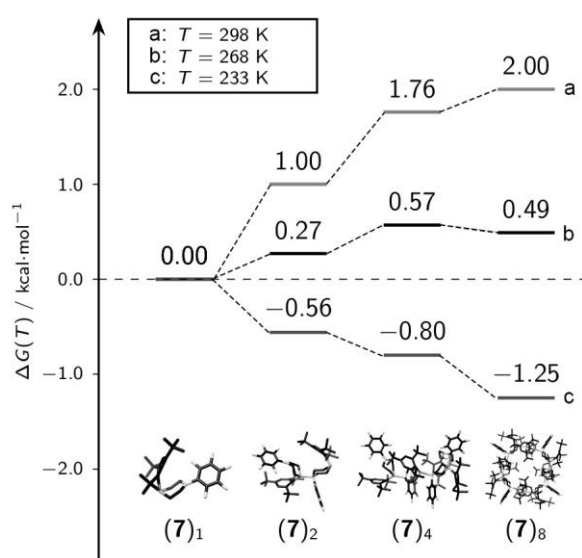 a: T = 298 K
b: T = 268 K
c: T = 233 K
ΔG(T) / kcal·mol⁻¹
2.0
1.0
0.0
−1.0
−2.0
2.00
1.76
a
1.00
0.57
0.49
b
0.27
0.00
−0.56
−0.80
−1.25
c
(7)₁ (7)₂ (7)₄ (7)₈